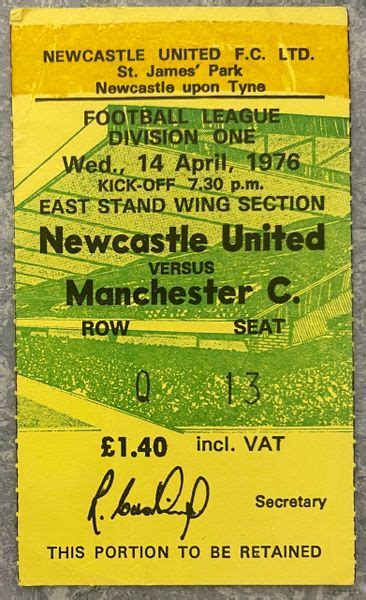 NEWCASTLE UNITED F.C. LTD.
St. James' Park
Newcastle upon Tyne
FOOTBALL LEAGUE
DIVISION ONE
Wed., 14 April, 1976
KICK-OFF 7.30 p.m.
EAST STAND WING SECTION
Newcastle United
VERSUS
Manchester C.
ROW SEAT
Q 13
£1.40 incl. VAT
Secretary
THIS PORTION TO BE RETAINED